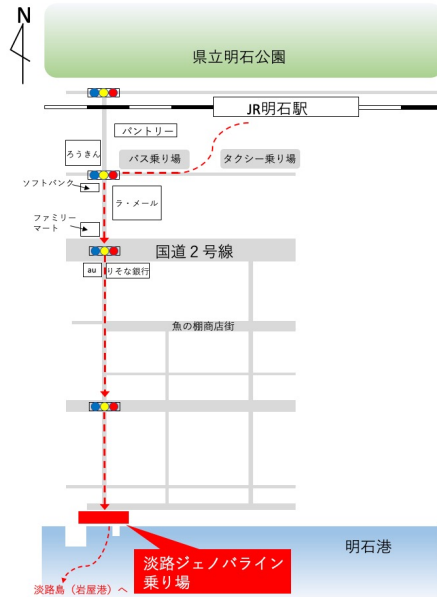 N
県立明石公園
JR明石駅
パントリー
ろうきん
バス乗り場
タクシー乗り場
ソフトバンク
ラ・メール
ファミリー
マート
国道２号線
au
りそな銀行
魚の棚商店街
淡路ジェノバライン
乗り場
明石港
淡路島（岩屋港）へ